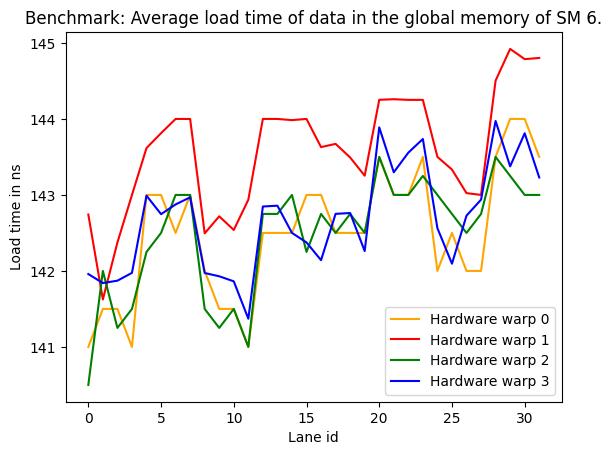 Benchmark: Average load time of data in the global memory of SM 6.
145
144
143
142
141
Load time in ns
Hardware warp 0
Hardware warp 1
Hardware warp 2
Hardware warp 3
0 5 10 15 20 25 30
Lane id